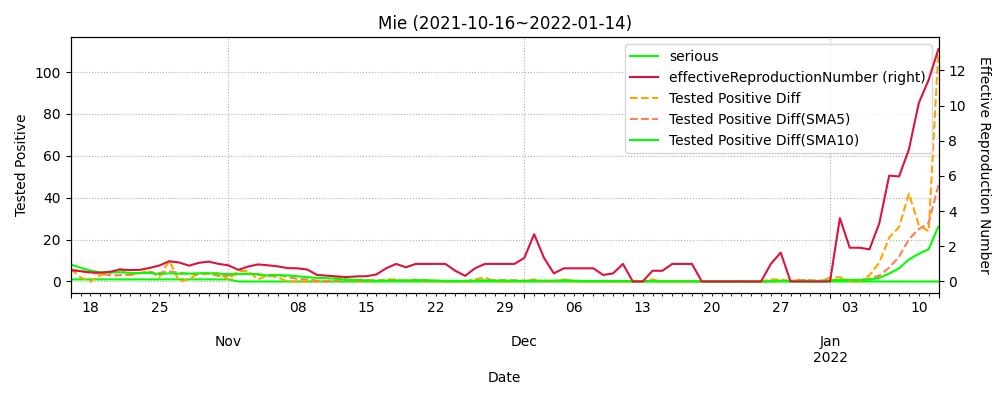 Mie (2021-10-16~2022-01-14)
serious
effectiveReproductionNumber (right)
Tested Positive Diff
Tested Positive Diff(SMA5)
Tested Positive Diff(SMA10)
Tested Positive
100
80
60
40
20
0
12
10
8
6
4
2
0
Effective Reproduction Number
18 25 08 15 22 29 06 13 20 27 03 10
Nov Dec Jan
2022
Date